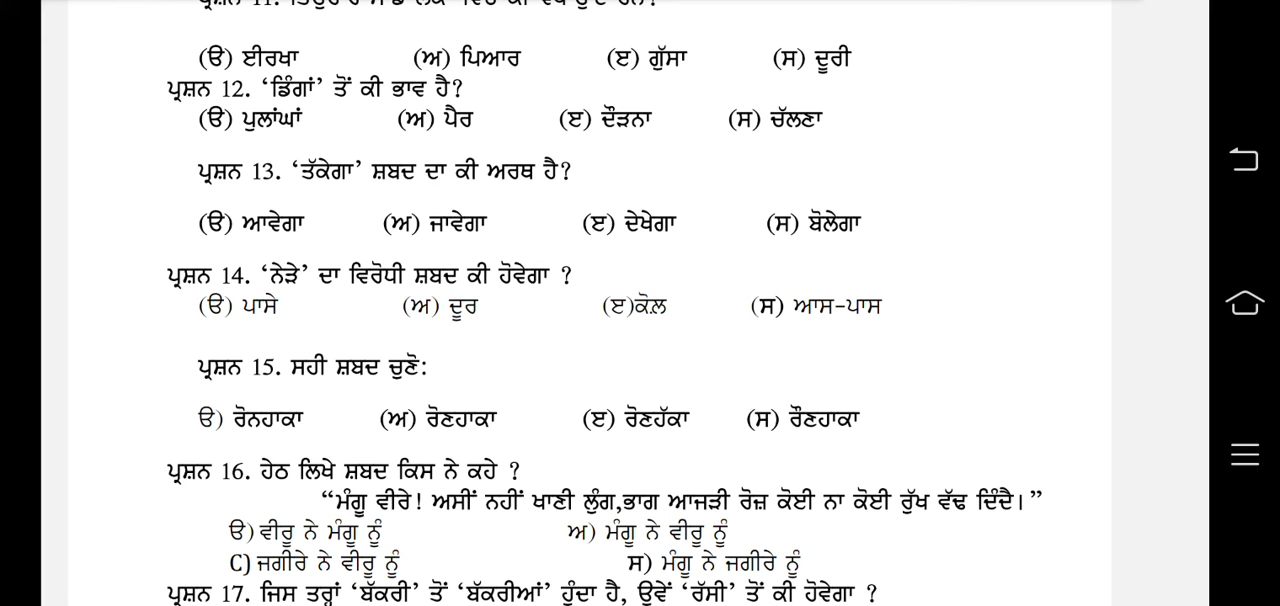 (ੳ) ਈਰਖਾ (ਅ) ਪਿਆਰ (ੲ) ਗੁੱਸਾ (ਸ) ਦੂਰੀ
ਪ੍ਰਸ਼ਨ 12. ‘ਡਿੰਗਾਂ’ ਤੋਂ ਕੀ ਭਾਵ ਹੈ?
(ੳ) ਪੁਲਾਂਘਾਂ (ਅ) ਪੈਰ (ੲ) ਦੌੜਨਾ (ਸ) ਚੱਲਣਾ
ਪ੍ਰਸ਼ਨ 13. ‘ਤੱਕੇਗਾ’ ਸ਼ਬਦ ਦਾ ਕੀ ਅਰਥ ਹੈ?
(ੳ) ਆਵੇਗਾ (ਅ) ਜਾਵੇਗਾ (ੲ) ਦੇਖੇਗਾ (ਸ) ਬੋਲੇਗਾ
ਪ੍ਰਸ਼ਨ 14. ‘ਨੇੜੇ’ ਦਾ ਵਿਰੋਧੀ ਸ਼ਬਦ ਕੀ ਹੋਵੇਗਾ ?
(ੳ) ਪਾਸੇ (ਅ) ਦੂਰ (ੲ)ਕੋਲ਼ (ਸ) ਆਸ-ਪਾਸ
ਪ੍ਰਸ਼ਨ 15. ਸਹੀ ਸ਼ਬਦ ਚੁਣੋ:
ੳ) ਰੋਨਹਾਕਾ (ਅ) ਰੋਣਹਾਕਾ (ੲ) ਰੋਣਹੱਕਾ (ਸ) ਰੌਣਹਾਕਾ
ਪ੍ਰਸ਼ਨ 16. ਹੇਠ ਲਿਖੇ ਸ਼ਬਦ ਕਿਸ ਨੇ ਕਹੇ ?
“ਮੰਗੂ ਵੀਰੇ! ਅਸੀਂ ਨਹੀਂ ਖਾਣੀ ਲੁੰਗ,ਭਾਗ ਆਜੜੀ ਰੋਜ਼ ਕੋਈ ਨਾ ਕੋਈ ਰੁੱਖ ਵੱਢ ਦਿੰਦੈ।”
ੳ) ਵੀਰੂ ਨੇ ਮੰਗੂ ਨੂੰ ਅ) ਮੰਗੂ ਨੇ ਵੀਰੂ ਨੂੰ
C) ਜਗੀਰੇ ਨੇ ਵੀਰੂ ਨੂੰ ਸ) ਮੰਗੂ ਨੇ ਜਗੀਰੇ ਨੂੰ
ਪ੍ਰਸ਼ਨ 17. ਜਿਸ ਤਰ੍ਹਾਂ ‘ਬੱਕਰੀ’ ਤੋਂ ‘ਬੱਕਰੀਆਂ’ ਹੁੰਦਾ ਹੈ, ਉਵੇਂ ‘ਰੱਸੀ’ ਤੋਂ ਕੀ ਹੋਵੇਗਾ ?